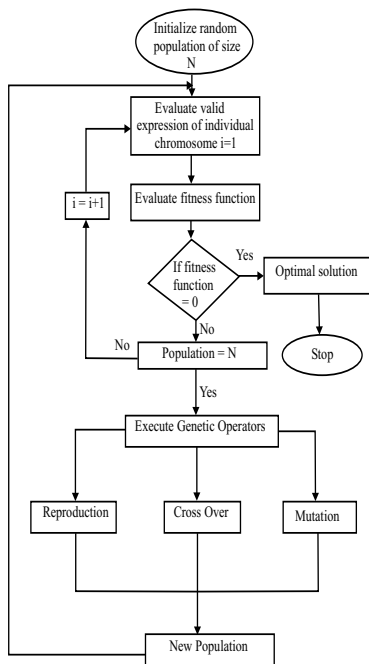 Initialize random
population of size
N
Evaluate valid
expression of individual
chromosome i=1
i = i+1
Evaluate fitness function
If fitness
function
= 0
Yes
Optimal solution
No
No
Population = N
Stop
Yes
Execute Genetic Operators
Reproduction
Cross Over
Mutation
New Population